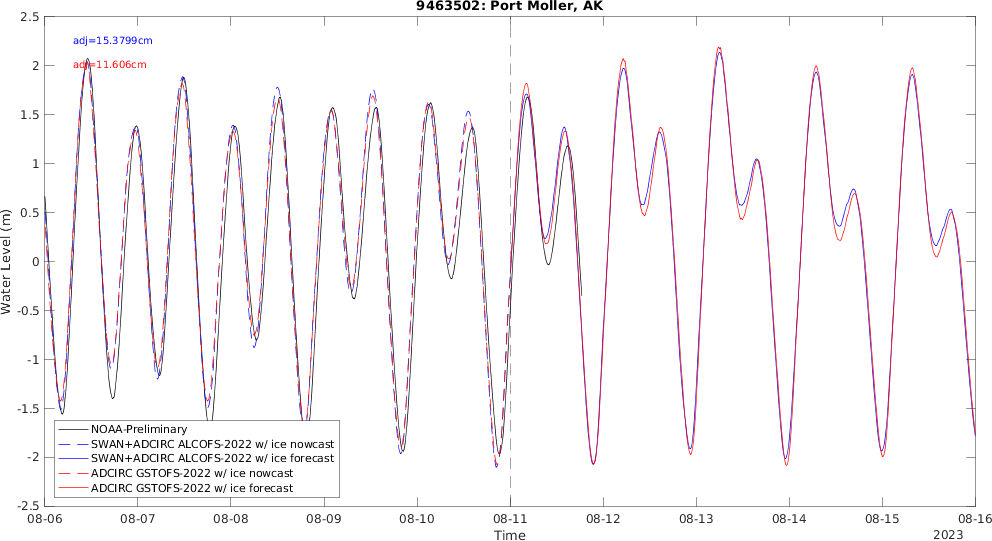 9463502: Port Moller, AK
adj=15.3799cm
adj=11.606cm
2.5
2
1.5
1
0.5
0
-0.5
-1
-1.5
-2
-2.5
Water Level (m)
NOAA-Preliminary
SWAN+ADCIRC ALCOFS-2022 w/ ice nowcast
SWAN+ADCIRC ALCOFS-2022 w/ ice forecast
ADCIRC GSTOFS-2022 w/ ice nowcast
ADCIRC GSTOFS-2022 w/ ice forecast
08-06 08-07 08-08 08-09 08-10 08-11 08-12 08-13 08-14 08-15 08-16
Time
2023